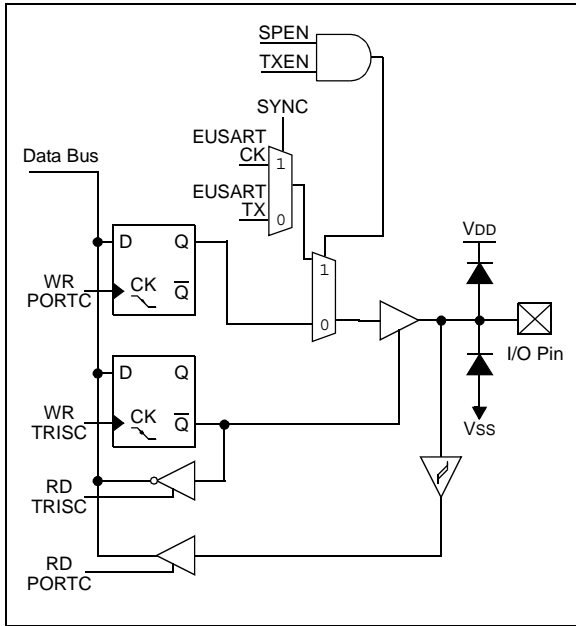 SPEN
TXEN
SYNC
EUSART
CK
1
EUSART
TX
0
Data Bus
D Q
CK
Q
WR
PORTC
1
0
VDD
I/O Pin
VSS
D Q
CK
Q
WR
TRISC
RD
TRISC
RD
PORTC